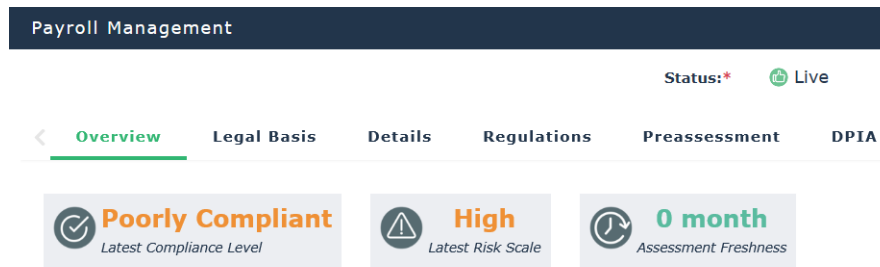 Payroll Management
Status:* Live
Overview Legal Basis Details Regulations Preassessment DPIA
Poorly Compliant High 0 month
Latest Compliance Level Latest Risk Scale Assessment Freshness